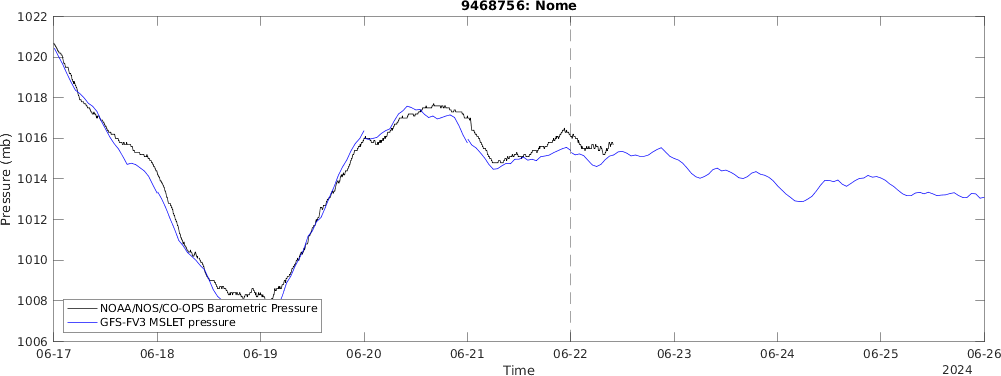 9468756: Nome
1022
1020
1018
1016
1014
1012
1010
1008
1006
Pressure (mb)
NOAA/NOS/CO-OPS Barometric Pressure
GFS-FV3 MSLET pressure
06-17 06-18 06-19 06-20 06-21 06-22 06-23 06-24 06-25 06-26
Time
2024